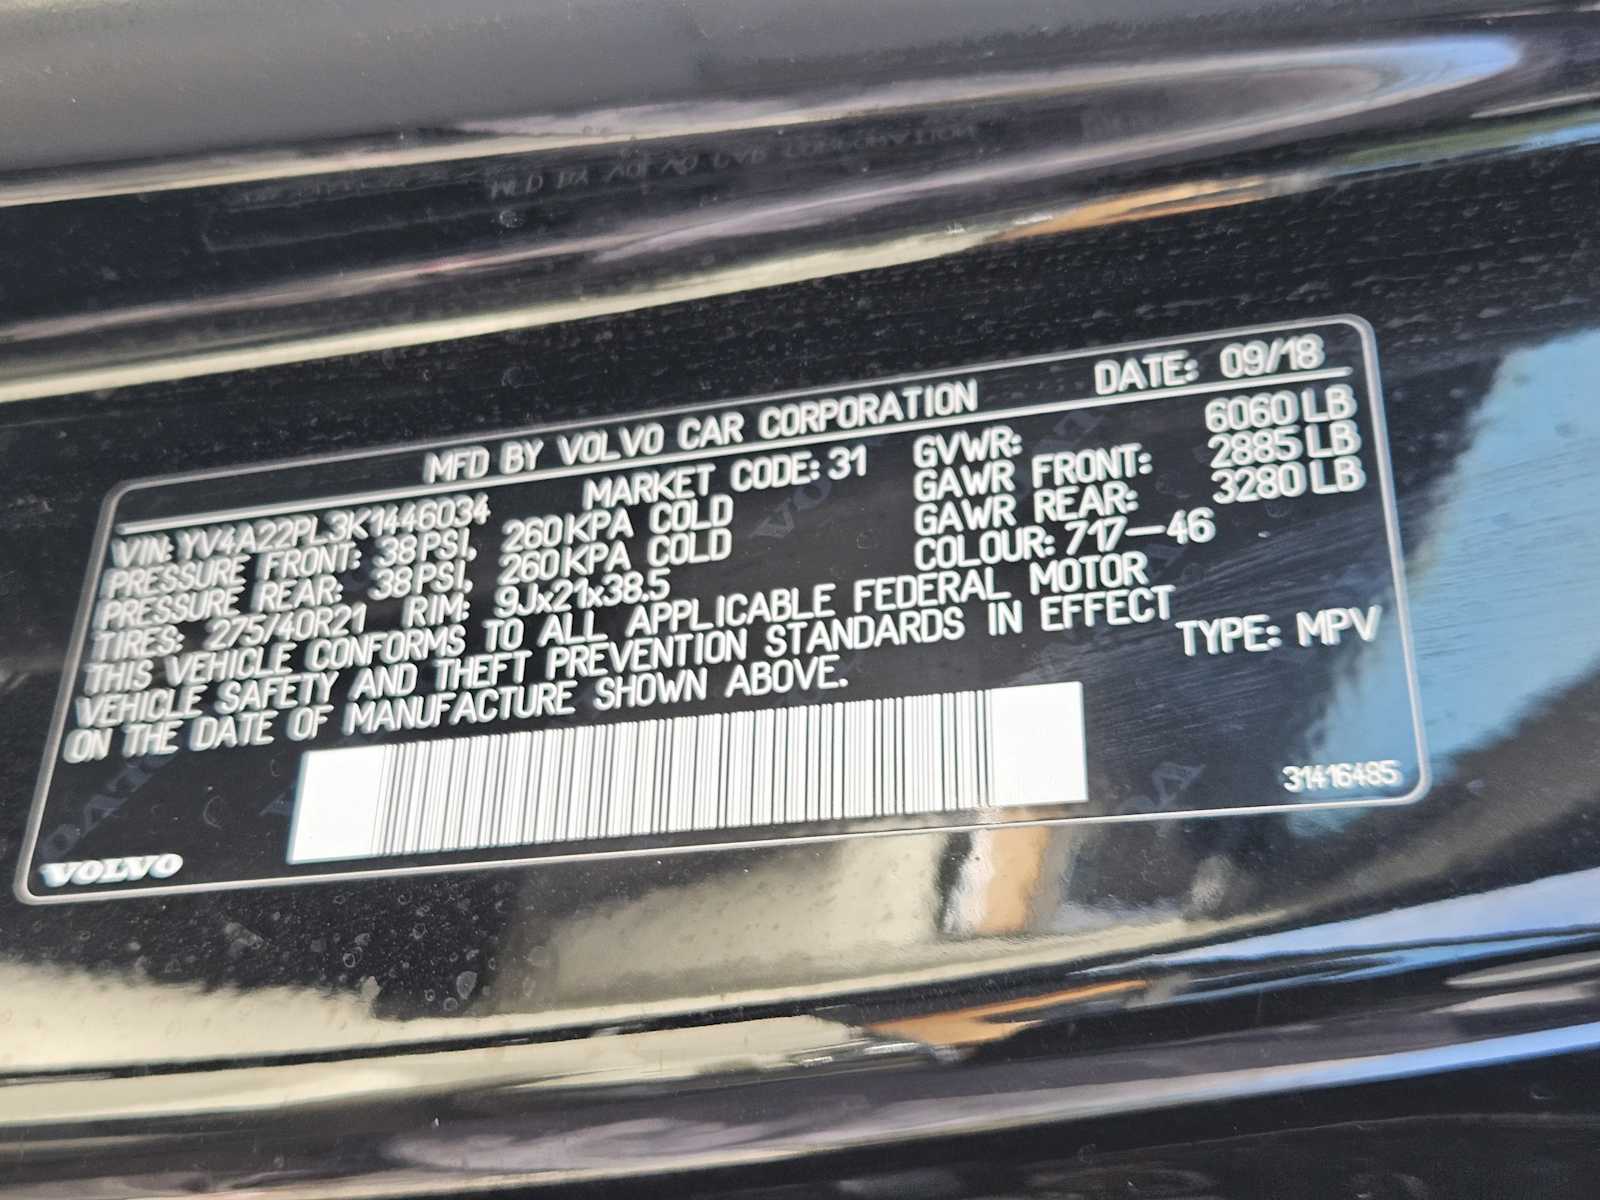 MFD BY VOLVO CAR CORPORATION DATE: 09/18
VIN: YV4A22PL3K1446034 MARKET CODE: 31 GVWR: 6060 LB
PRESSURE FRONT: 38 PSI, 260 KPA COLD GAWR FRONT: 2885 LB
PRESSURE REAR: 38 PSI, 260 KPA COLD GAWR REAR: 3280 LB
TIRES: 275/40R21 RIM: 9Jx21x38.5 COLOUR: 717-46
THIS VEHICLE CONFORMS TO ALL APPLICABLE FEDERAL MOTOR
VEHICLE SAFETY AND THEFT PREVENTION STANDARDS IN EFFECT
ON THE DATE OF MANUFACTURE SHOWN ABOVE. TYPE: MPV
31416485
VOLVO